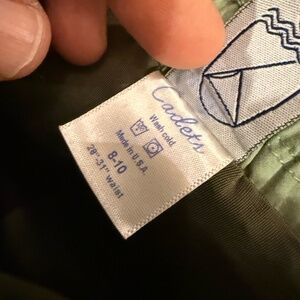 Cadets
Wash cold
Made in U.S.A.
8-10
28"-31" waist